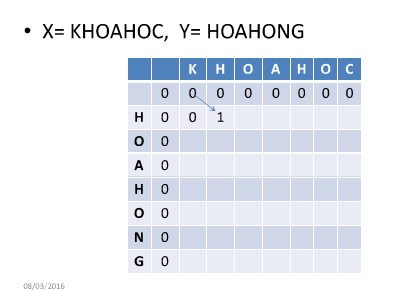 • X= KHOAHOC, Y= HOAHONG
K H O A H O C
0 0 0 0 0 0 0 0
H 0 0 1
O 0
A 0
H 0
O 0
N 0
G 0
08/03/2016